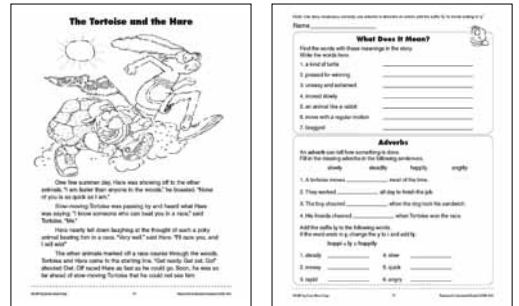 The Tortoise and the Hare
One fine summer day, Hare was showing off to the other
animals. "I am faster than anyone in the woods," he boasted. "None
of you is as quick as I am."
Slow-moving Tortoise was passing by and heard what Hare
was saying. "I know someone who can beat you in a race," said
Tortoise. "Me."
Hare nearly fell down laughing at the thought of such a poky
animal beating him in a race. "Very well," said Hare. "I'll race you, and
I will win!"
The other animals marked off a race course through the woods.
Tortoise and Hare came to the starting line. "Get ready. Get set. Go!"
shouted Owl. Off raced Hare as fast as he could go. Soon, he was so
far ahead of slow-moving Tortoise that he could not see him
Name
What Does It Mean?
Find the words with these meanings in the story.
Write the words here.
1. a kind of turtle
2. praised for winning
3. uneasy and ashamed
4. moved slowly
5. an animal like a rabbit
6. move with a regular motion
7. bragged
Adverbs
An adverb can tell how something is done.
Fill in the missing adverbs in the following sentences.
slowly steadily happily angrily
1. A tortoise moves most of the time.
2. They worked all day to finish the job.
3. The boy shouted when the dog took his sandwich.
4. His friends cheered when Tortoise won the race.
Add the suffix ly to the following words.
If the word ends in y, change the y to i and add ly.
happi + ly = happily
1. steady 4. slow
2. noisy 5. quick
3. rapid 6. angry